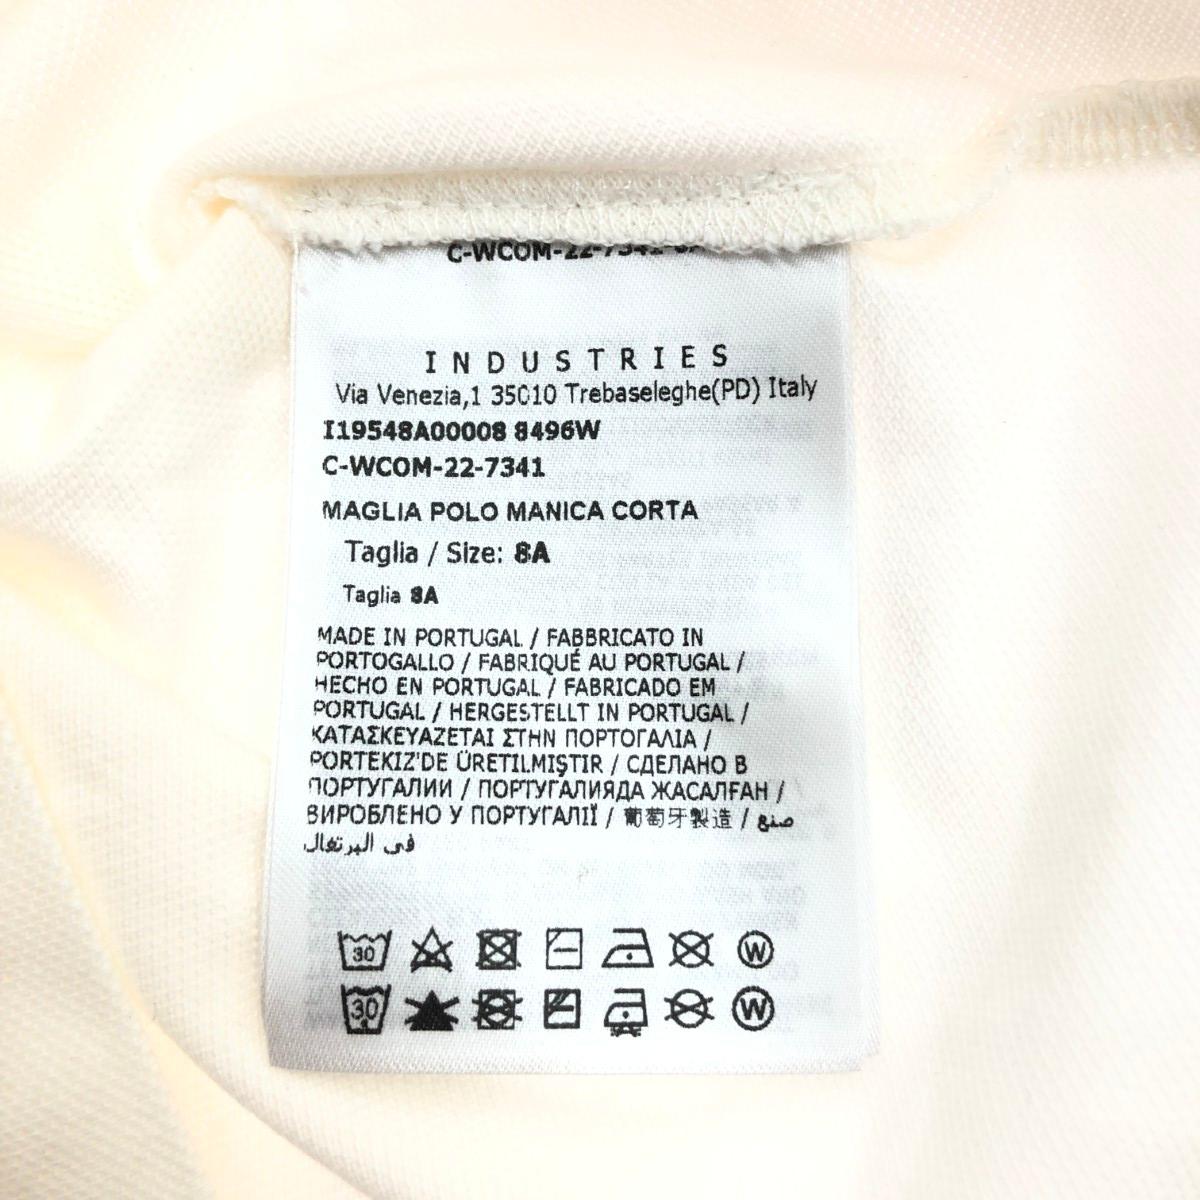 C-WCOM-22-7341
INDUSTRIES
Via Venezia,1 35010 Trebaseleghe(PD) Italy
I19548A00008 8496W
C-WCOM-22-7341
MAGLIA POLO MANICA CORTA
Taglia / Size: 8A
Taglia 8A
MADE IN PORTUGAL / FABBRICATO IN
PORTOGALLO / FABRIQUÉ AU PORTUGAL /
HECHO EN PORTUGAL / FABRICADO EM
PORTUGAL / HERGESTELLT IN PORTUGAL /
ΚΑΤΑΣΚΕΥΑΖΕΤΑΙ ΣΤΗΝ ΠΟΡΤΟΓΑΛΙΑ /
PORTEKIZ'DE ÜRETILMIŞTIR / СДЕЛАНО В
ПОРТУГАЛИИ / ПОРТУГАЛИЯДА ЖАСАЛҒАН /
ВИРОБЛЕНО У ПОРТУГАЛІЇ / 葡萄牙製造 / صنع
في البرتغال
30 W
30 W